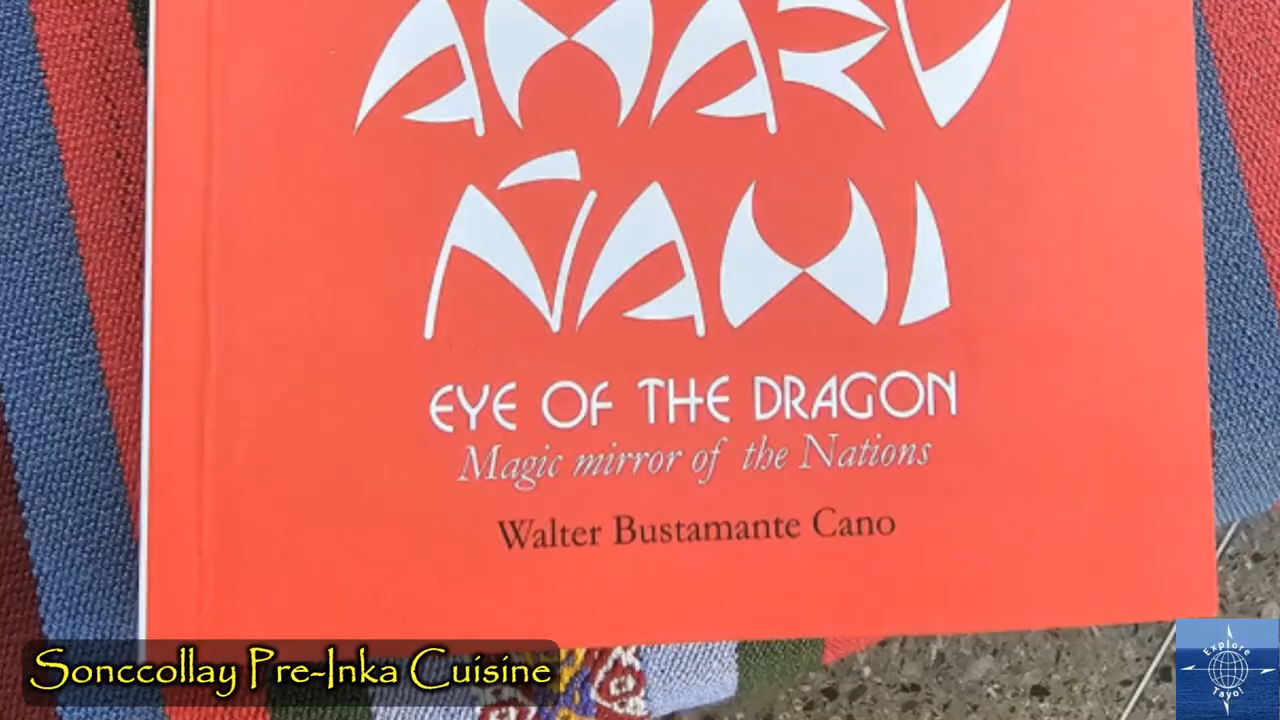 AMARU
ÑAWI
EYE OF THE DRAGON
Magic mirror of the Nations
Walter Bustamante Cano
Sonccollay Pre-Inka Cuisine
Explore
Tayo!